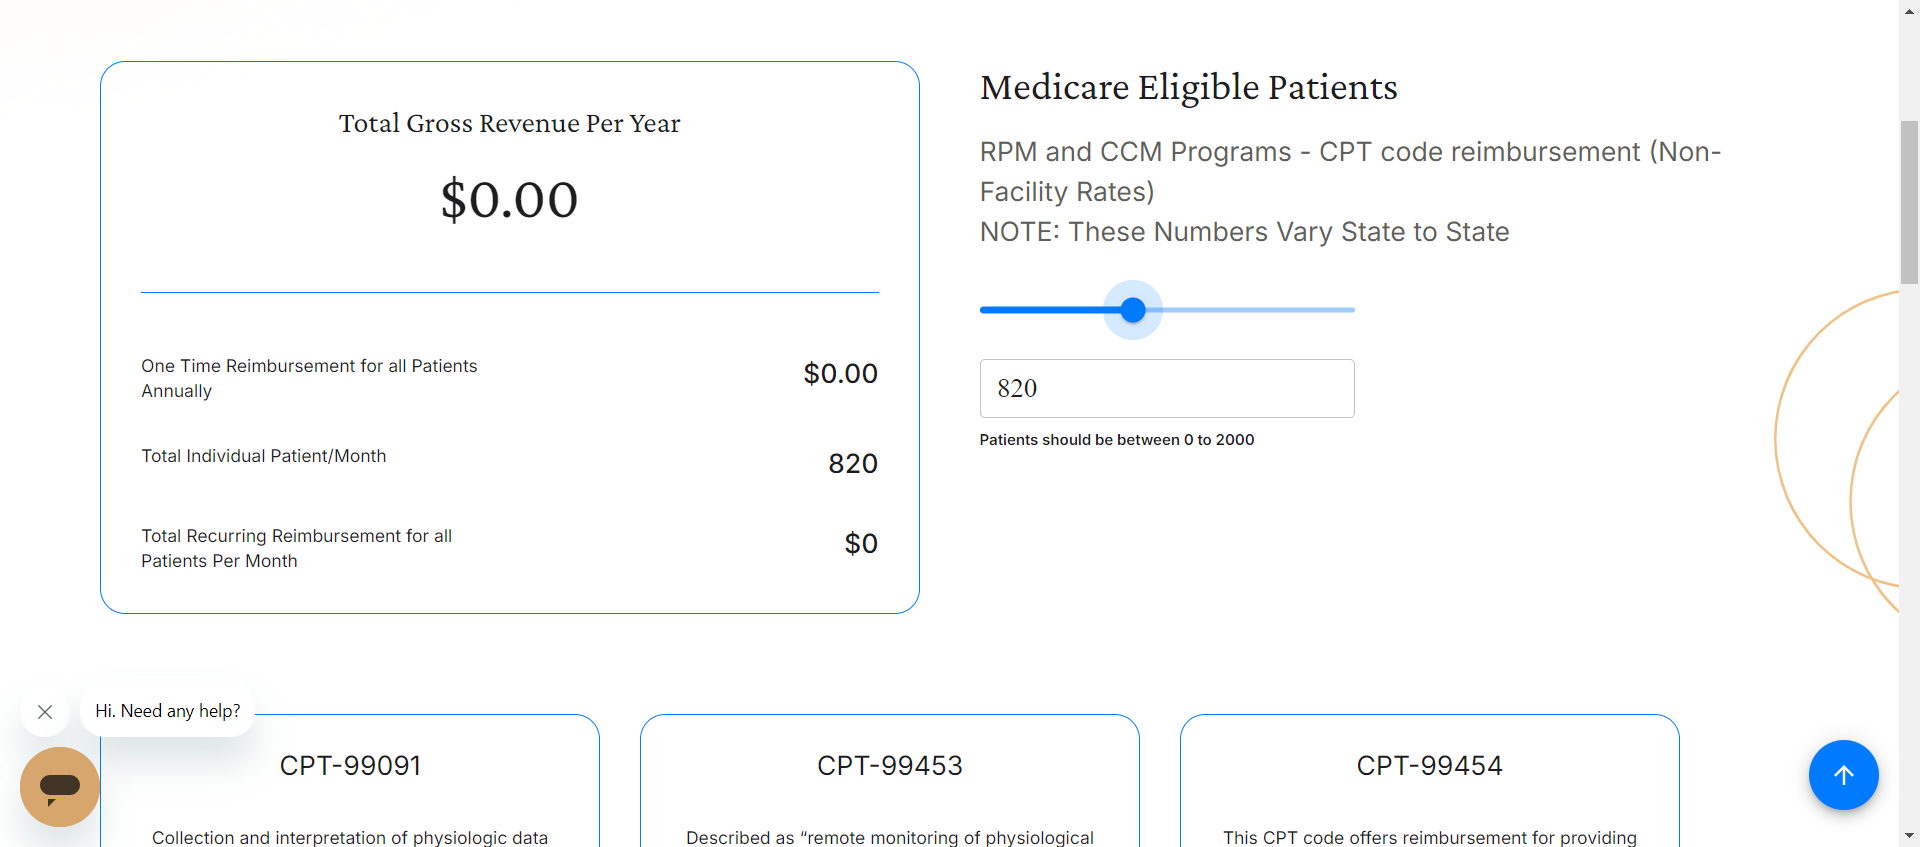 Total Gross Revenue Per Year
$0.00
One Time Reimbursement for all Patients
Annually
$0.00
Total Individual Patient/Month
820
Total Recurring Reimbursement for all
Patients Per Month
$0
Medicare Eligible Patients
RPM and CCM Programs - CPT code reimbursement (Non-
Facility Rates)
NOTE: These Numbers Vary State to State
820
Patients should be between 0 to 2000
Hi. Need any help?
CPT-99091
Collection and interpretation of physiologic data
CPT-99453
Described as “remote monitoring of physiological
CPT-99454
This CPT code offers reimbursement for providing